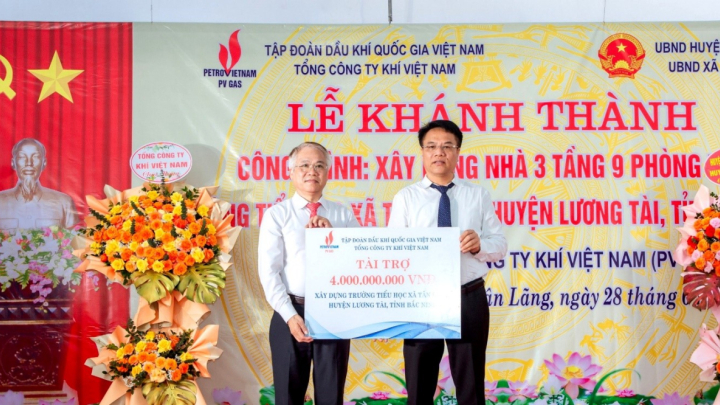 PETROVIETNAM
PV GAS
TẬP ĐOÀN DẦU KHÍ QUỐC GIA VIỆT NAM
TỔNG CÔNG TY KHÍ VIỆT NAM
UBND HUYỆ
UBND XÃ
LỄ KHÁNH THÀNH
CÔNG NH: XÂY NG NHÀ 3 TẦNG 9 PHÒNG
XÃ HUYỆN LƯƠNG TÀI, TỈ
G TY KHÍ VIỆT NAM (PV
n Lãng, ngày 28 tháng
TỔNG CÔNG TY
KHÍ VIỆT NAM
TẬP ĐOÀN DẦU KHÍ QUỐC GIA VIỆT NAM
TỔNG CÔNG TY KHÍ VIỆT NAM
TÀI TRỢ
4.000.000.000 VN
XÂY DỰNG TRƯỜNG TIỂU HỌC XÃ
HUYỆN LƯƠNG TÀI, TỈNH BẮC